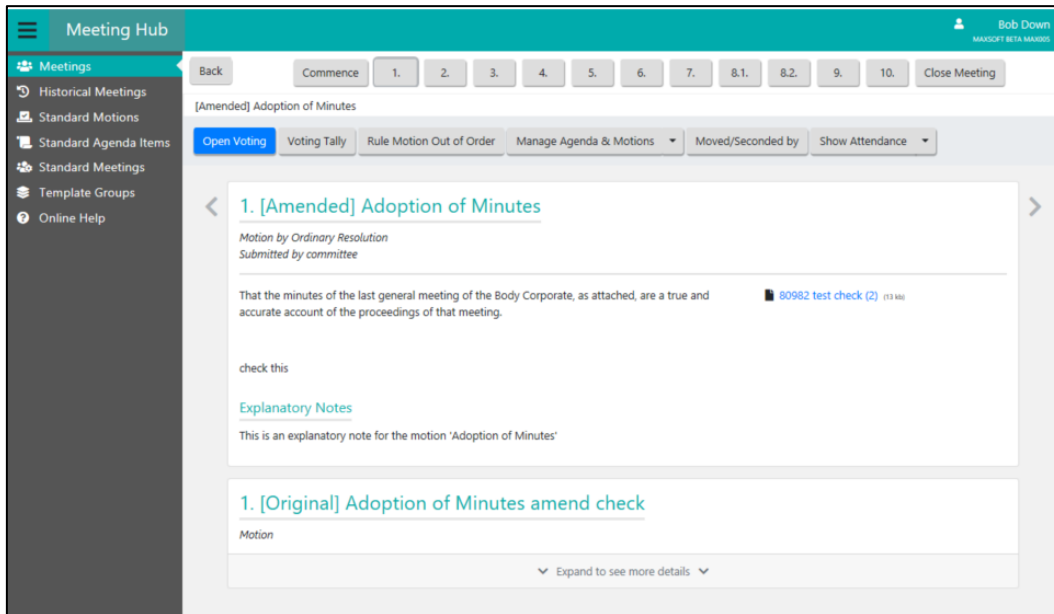 Meeting Hub
Bob Down
MAXSOFT BETA MAX005
Meetings
Historical Meetings
Standard Motions
Standard Agenda Items
Standard Meetings
Template Groups
Online Help
Back
Commence
1.
2.
3.
4.
5.
6.
7.
8.1.
8.2.
9.
10.
Close Meeting
[Amended] Adoption of Minutes
Open Voting
Voting Tally
Rule Motion Out of Order
Manage Agenda & Motions
Moved/Seconded by
Show Attendance
1. [Amended] Adoption of Minutes
Motion by Ordinary Resolution
Submitted by committee
That the minutes of the last general meeting of the Body Corporate, as attached, are a true and
accurate account of the proceedings of that meeting.
80982 test check (2) (13 kb)
check this
Explanatory Notes
This is an explanatory note for the motion 'Adoption of Minutes'
1. [Original] Adoption of Minutes amend check
Motion
Expand to see more details